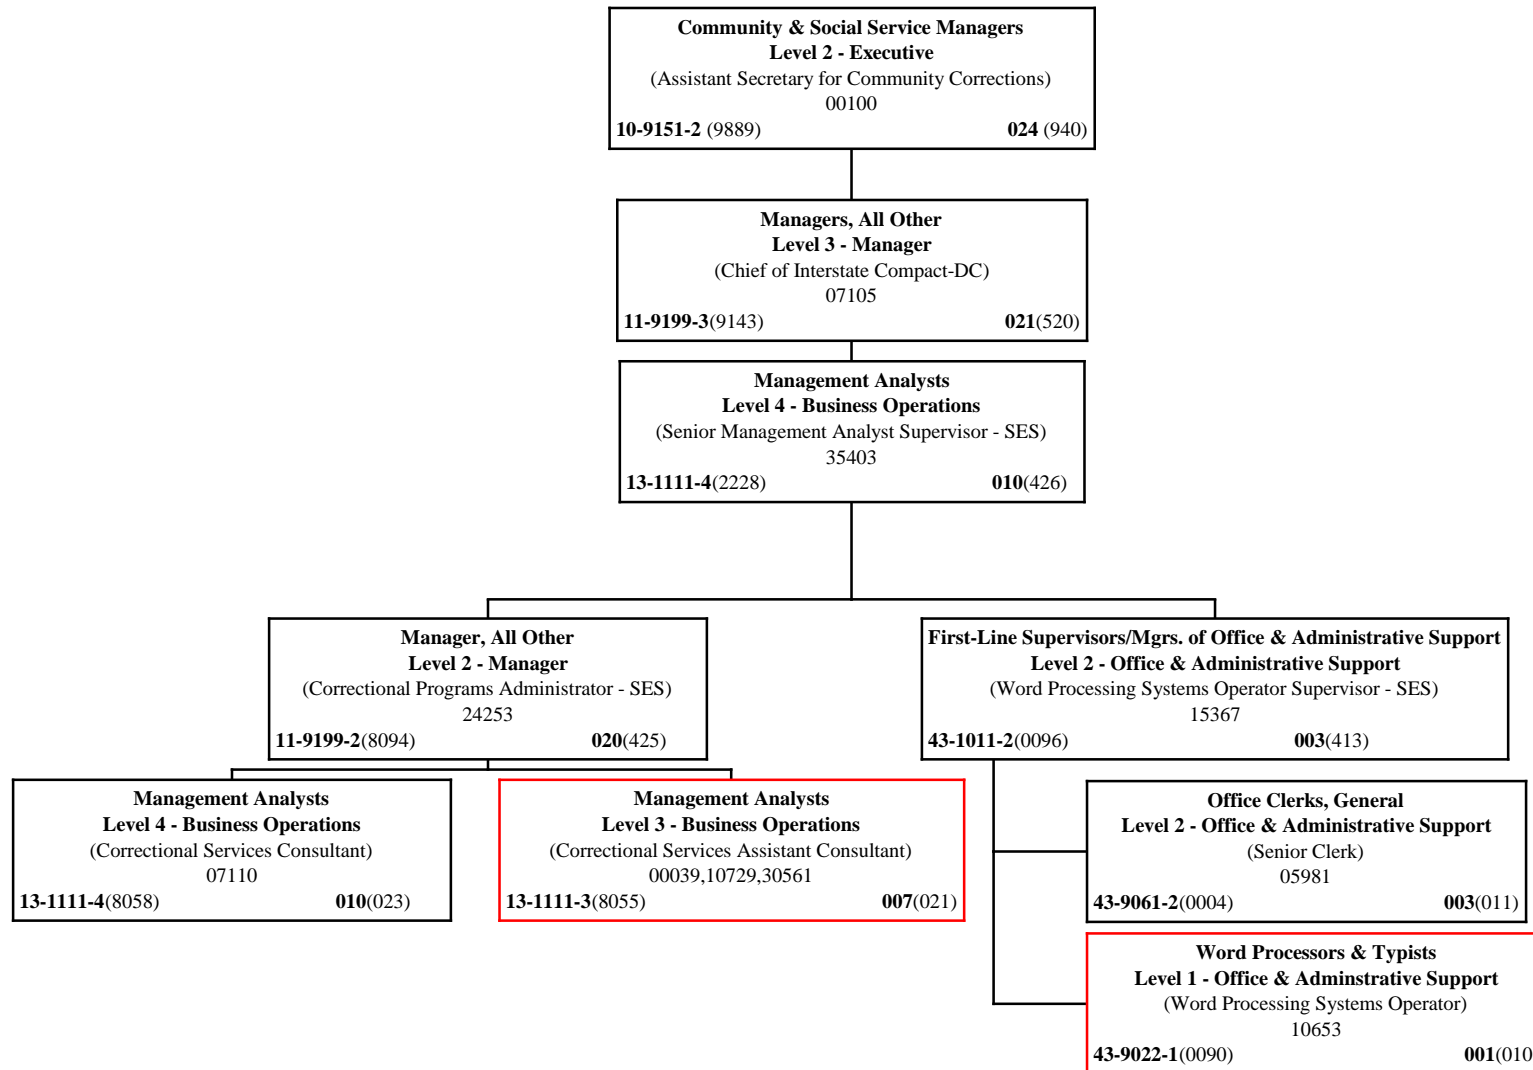 Community & Social Service Managers
Level 2 - Executive
(Assistant Secretary for Community Corrections)
00100
10-9151-2 (9889) 024 (940)
Managers, All Other
Level 3 - Manager
(Chief of Interstate Compact-DC)
07105
11-9199-3(9143) 021(520)
Management Analysts
Level 4 - Business Operations
(Senior Management Analyst Supervisor - SES)
35403
13-1111-4(2228) 010(426)
Manager, All Other
Level 2 - Manager
(Correctional Programs Administrator - SES)
24253
11-9199-2(8094) 020(425)
First-Line Supervisors/Mgrs. of Office & Administrative Support
Level 2 - Office & Administrative Support
(Word Processing Systems Operator Supervisor - SES)
15367
43-1011-2(0096) 003(413)
Management Analysts
Level 4 - Business Operations
(Correctional Services Consultant)
07110
13-1111-4(8058) 010(023)
Management Analysts
Level 3 - Business Operations
(Correctional Services Assistant Consultant)
00039,10729,30561
13-1111-3(8055) 007(021)
Office Clerks, General
Level 2 - Office & Administrative Support
(Senior Clerk)
05981
43-9061-2(0004) 003(011)
Word Processors & Typists
Level 1 - Office & Adminstrative Support
(Word Processing Systems Operator)
10653
43-9022-1(0090) 001(010